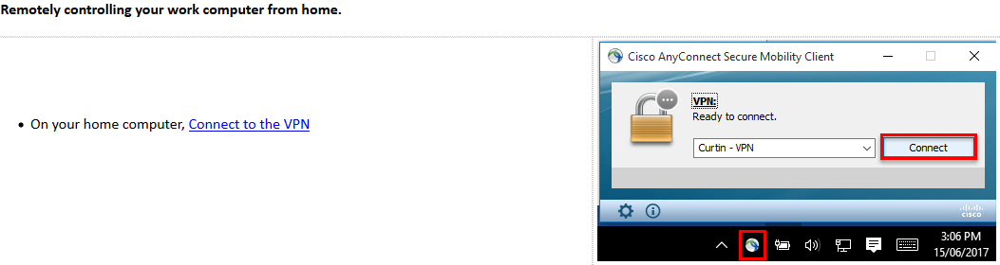 Remotely controlling your work computer from home.
• On your home computer, Connect to the VPN
Cisco AnyConnect Secure Mobility Client
VPN:
Ready to connect.
Curtin - VPN
Connect
cisco
3:06 PM
15/06/2017